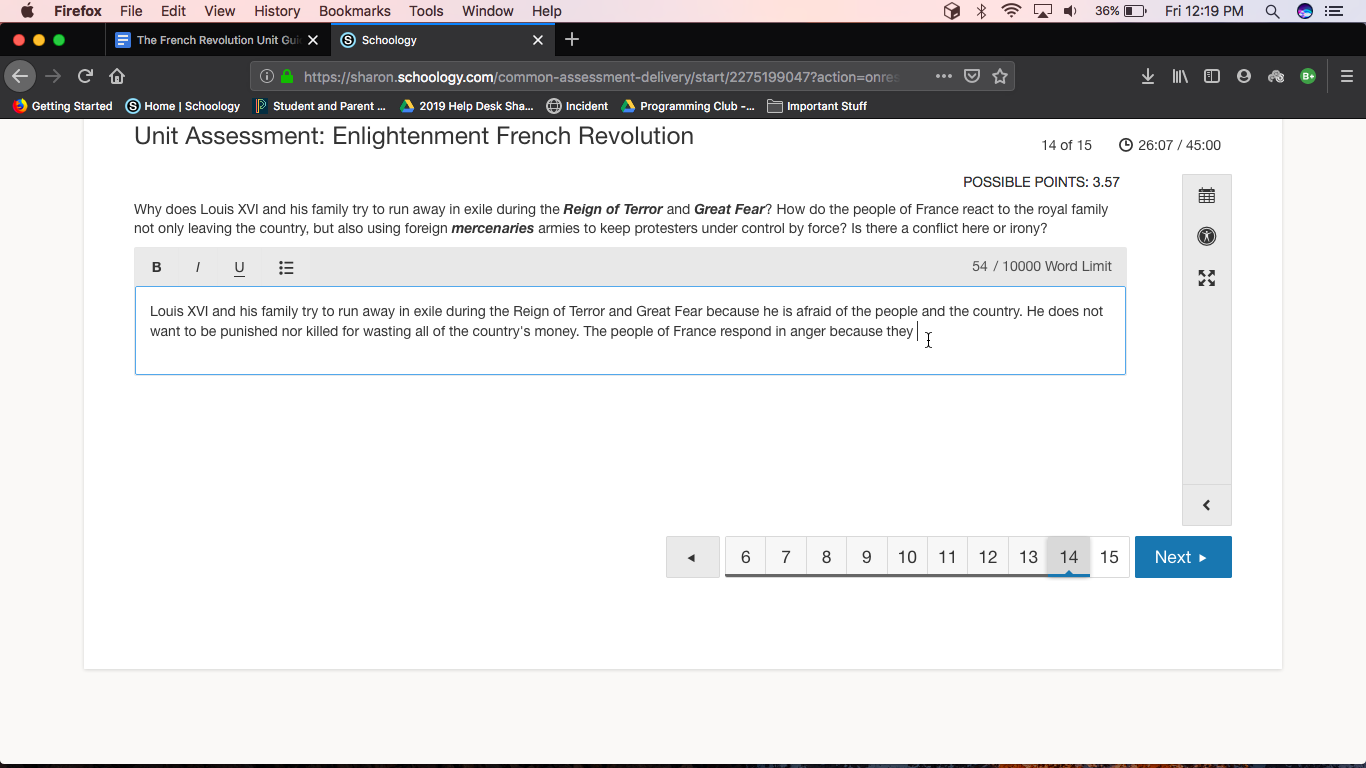 Firefox File Edit View History Bookmarks Tools Window Help 36% Fri 12:19 PM
The French Revolution Unit Gui Schoology
https://sharon.schoology.com/common-assessment-delivery/start/2275199047?action=onres
Getting Started Home | Schoology Student and Parent ... 2019 Help Desk Sha... Incident Programming Club -... Important Stuff
Unit Assessment: Enlightenment French Revolution
14 of 15 26:07 / 45:00
POSSIBLE POINTS: 3.57
Why does Louis XVI and his family try to run away in exile during the Reign of Terror and Great Fear? How do the people of France react to the royal family
not only leaving the country, but also using foreign mercenaries armies to keep protesters under control by force? Is there a conflict here or irony?
B I U 54 / 10000 Word Limit
Louis XVI and his family try to run away in exile during the Reign of Terror and Great Fear because he is afraid of the people and the country. He does not
want to be punished nor killed for wasting all of the country's money. The people of France respond in anger because they
6 7 8 9 10 11 12 13 14 15 Next